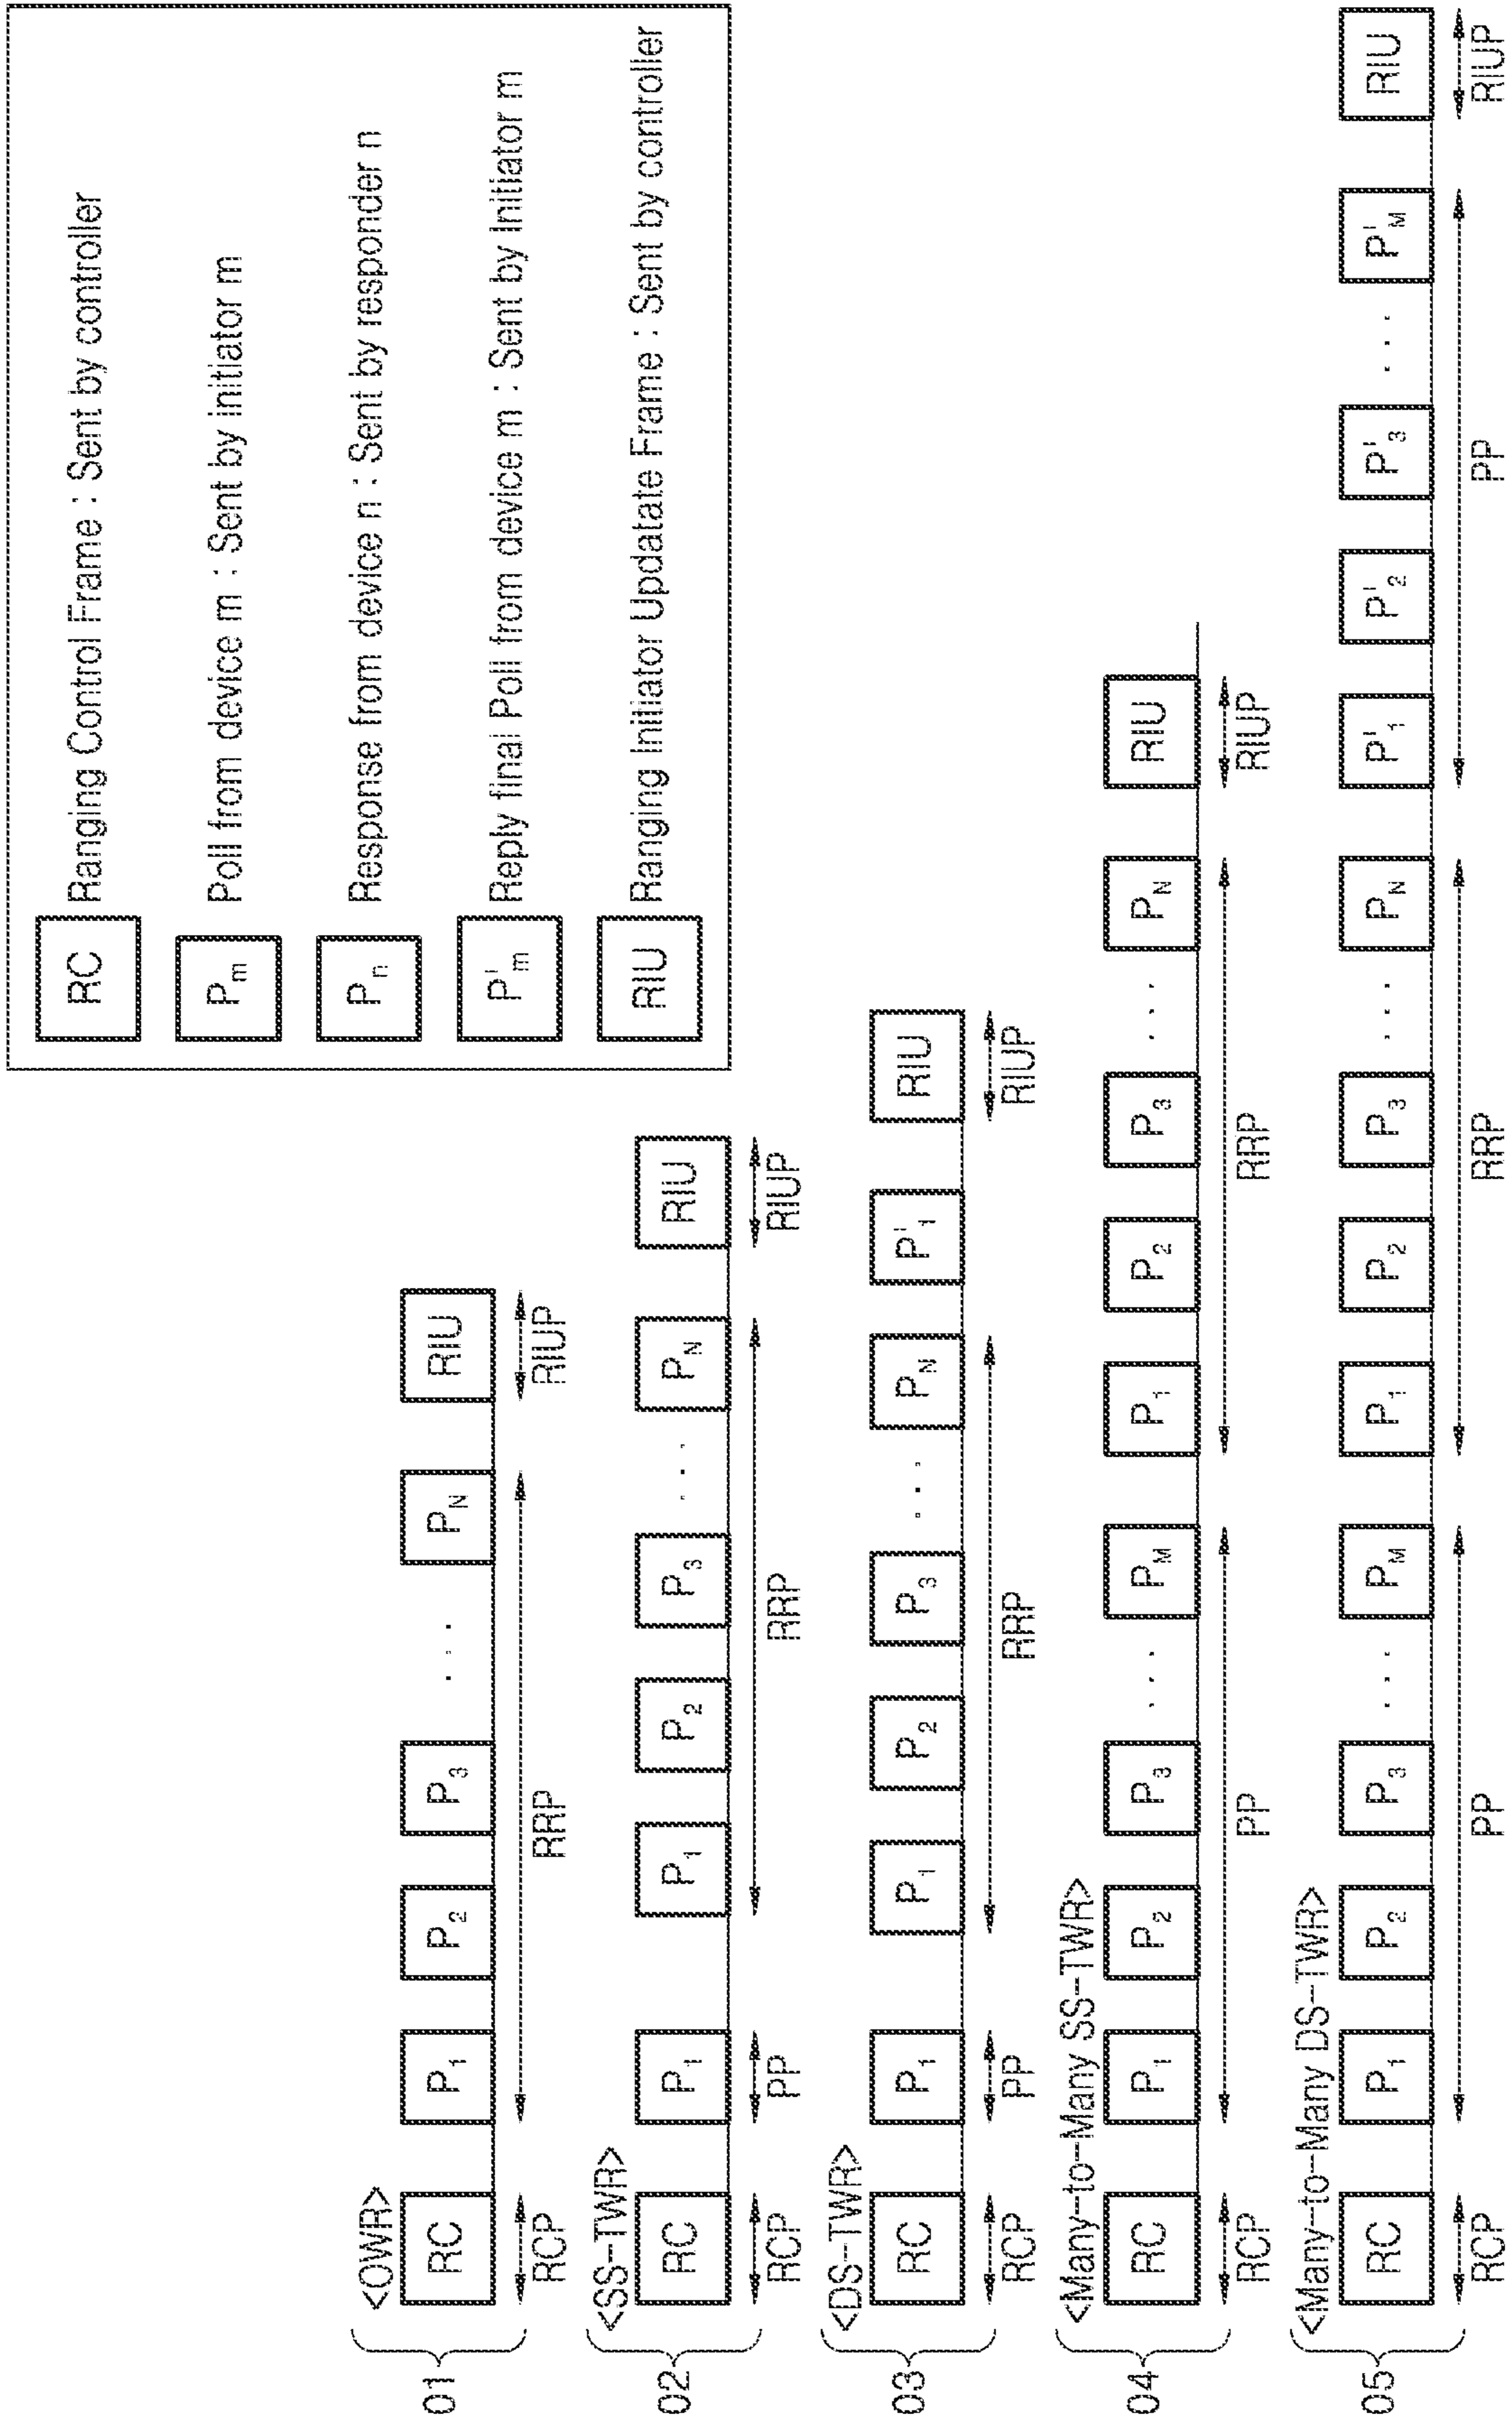 RC Ranging Control Frame : Sent by controller
Pm Poll from device m : Sent by initiator m
Pn Response from device n : Sent by responder n
P'm Reply final Poll from device m : Sent by Initiator m
RIU Ranging Initiator Updatate Frame : Sent by controller
<OWR>
01 RC P1 P2 P3 ... PN RIU
RCP RRP RIUP
<SS-TWR>
02 RC P1 P1 P2 P3 ... PN RIU
RCP PP RRP RIUP
<DS-TWR>
03 RC P1 P1 P2 P3 ... PN P'1 RIU
RCP PP RRP RIUP
<Many-to-Many SS-TWR>
04 RC P1 P2 P3 ... PM P1 P2 P3 ... PN RIU
RCP PP RRP RIUP
<Many-to-Many DS-TWR>
05 RC P1 P2 P3 ... PM P1 P2 P3 ... PN P'1 P'2 P'3 ... P'M RIU
RCP PP RRP PP RIUP